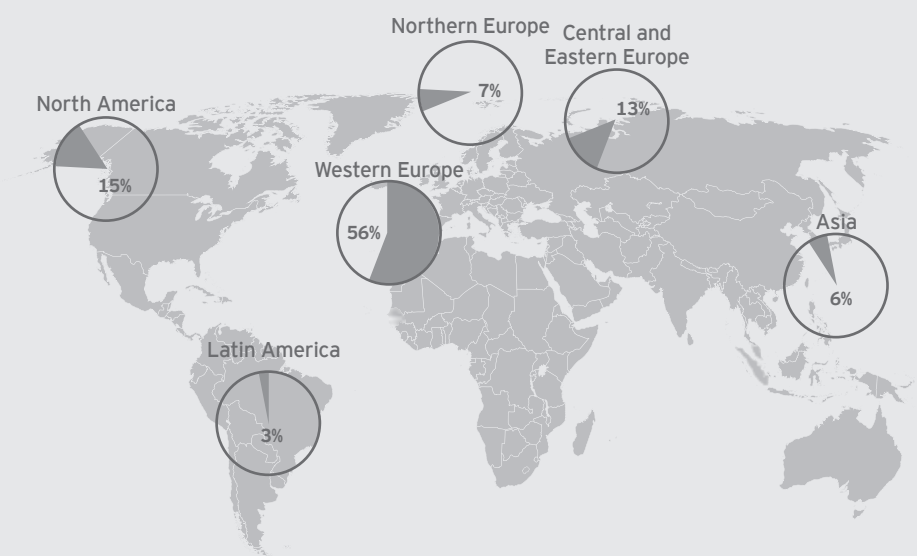 Northern Europe
7%
Central and
Eastern Europe
13%
North America
15%
Western Europe
56%
Asia
6%
Latin America
3%